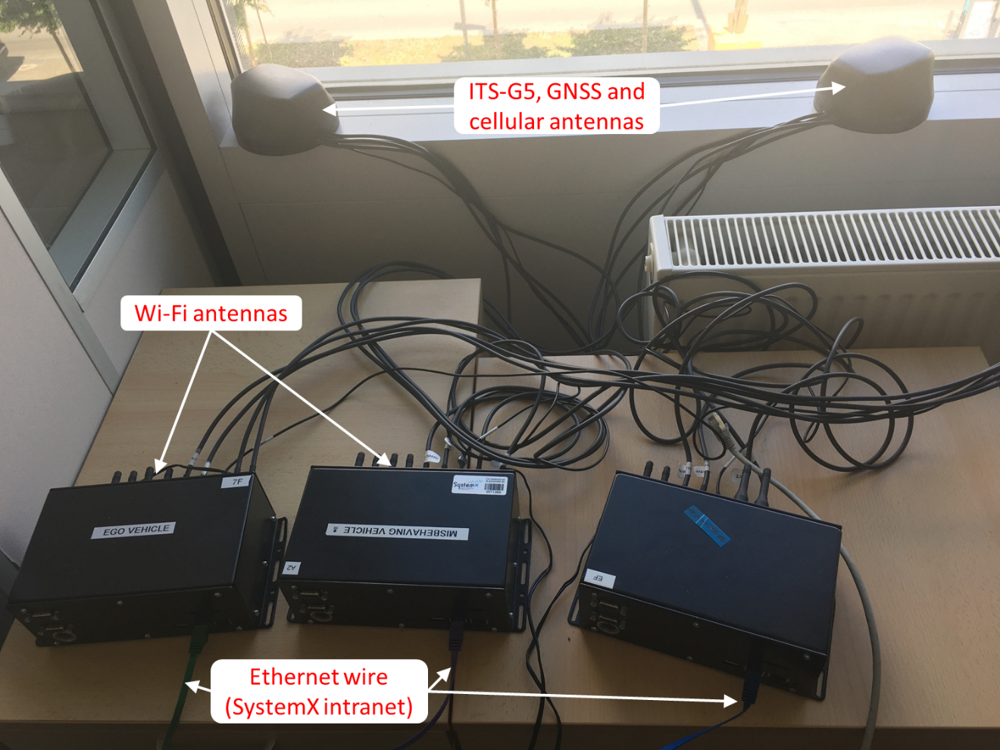 ITS-G5, GNSS and
cellular antennas
Wi-Fi antennas
7F
EGO VEHICLE
SystemX
MISBEHAVING VEHICLE
A2
EF
Ethernet wire
(SystemX intranet)